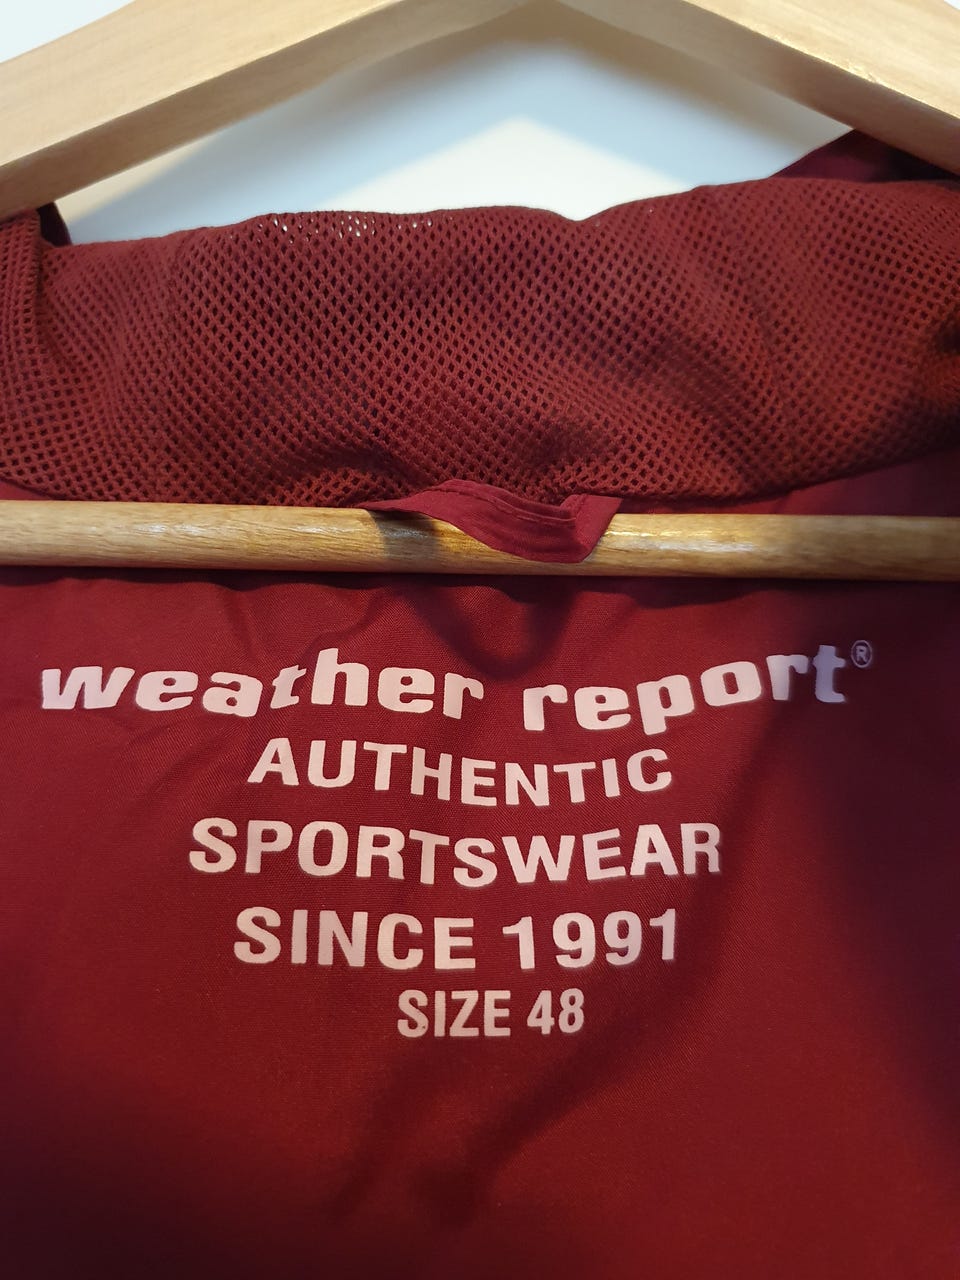 weather report®
AUTHENTIC
SPORTSWEAR
SINCE 1991
SIZE 48